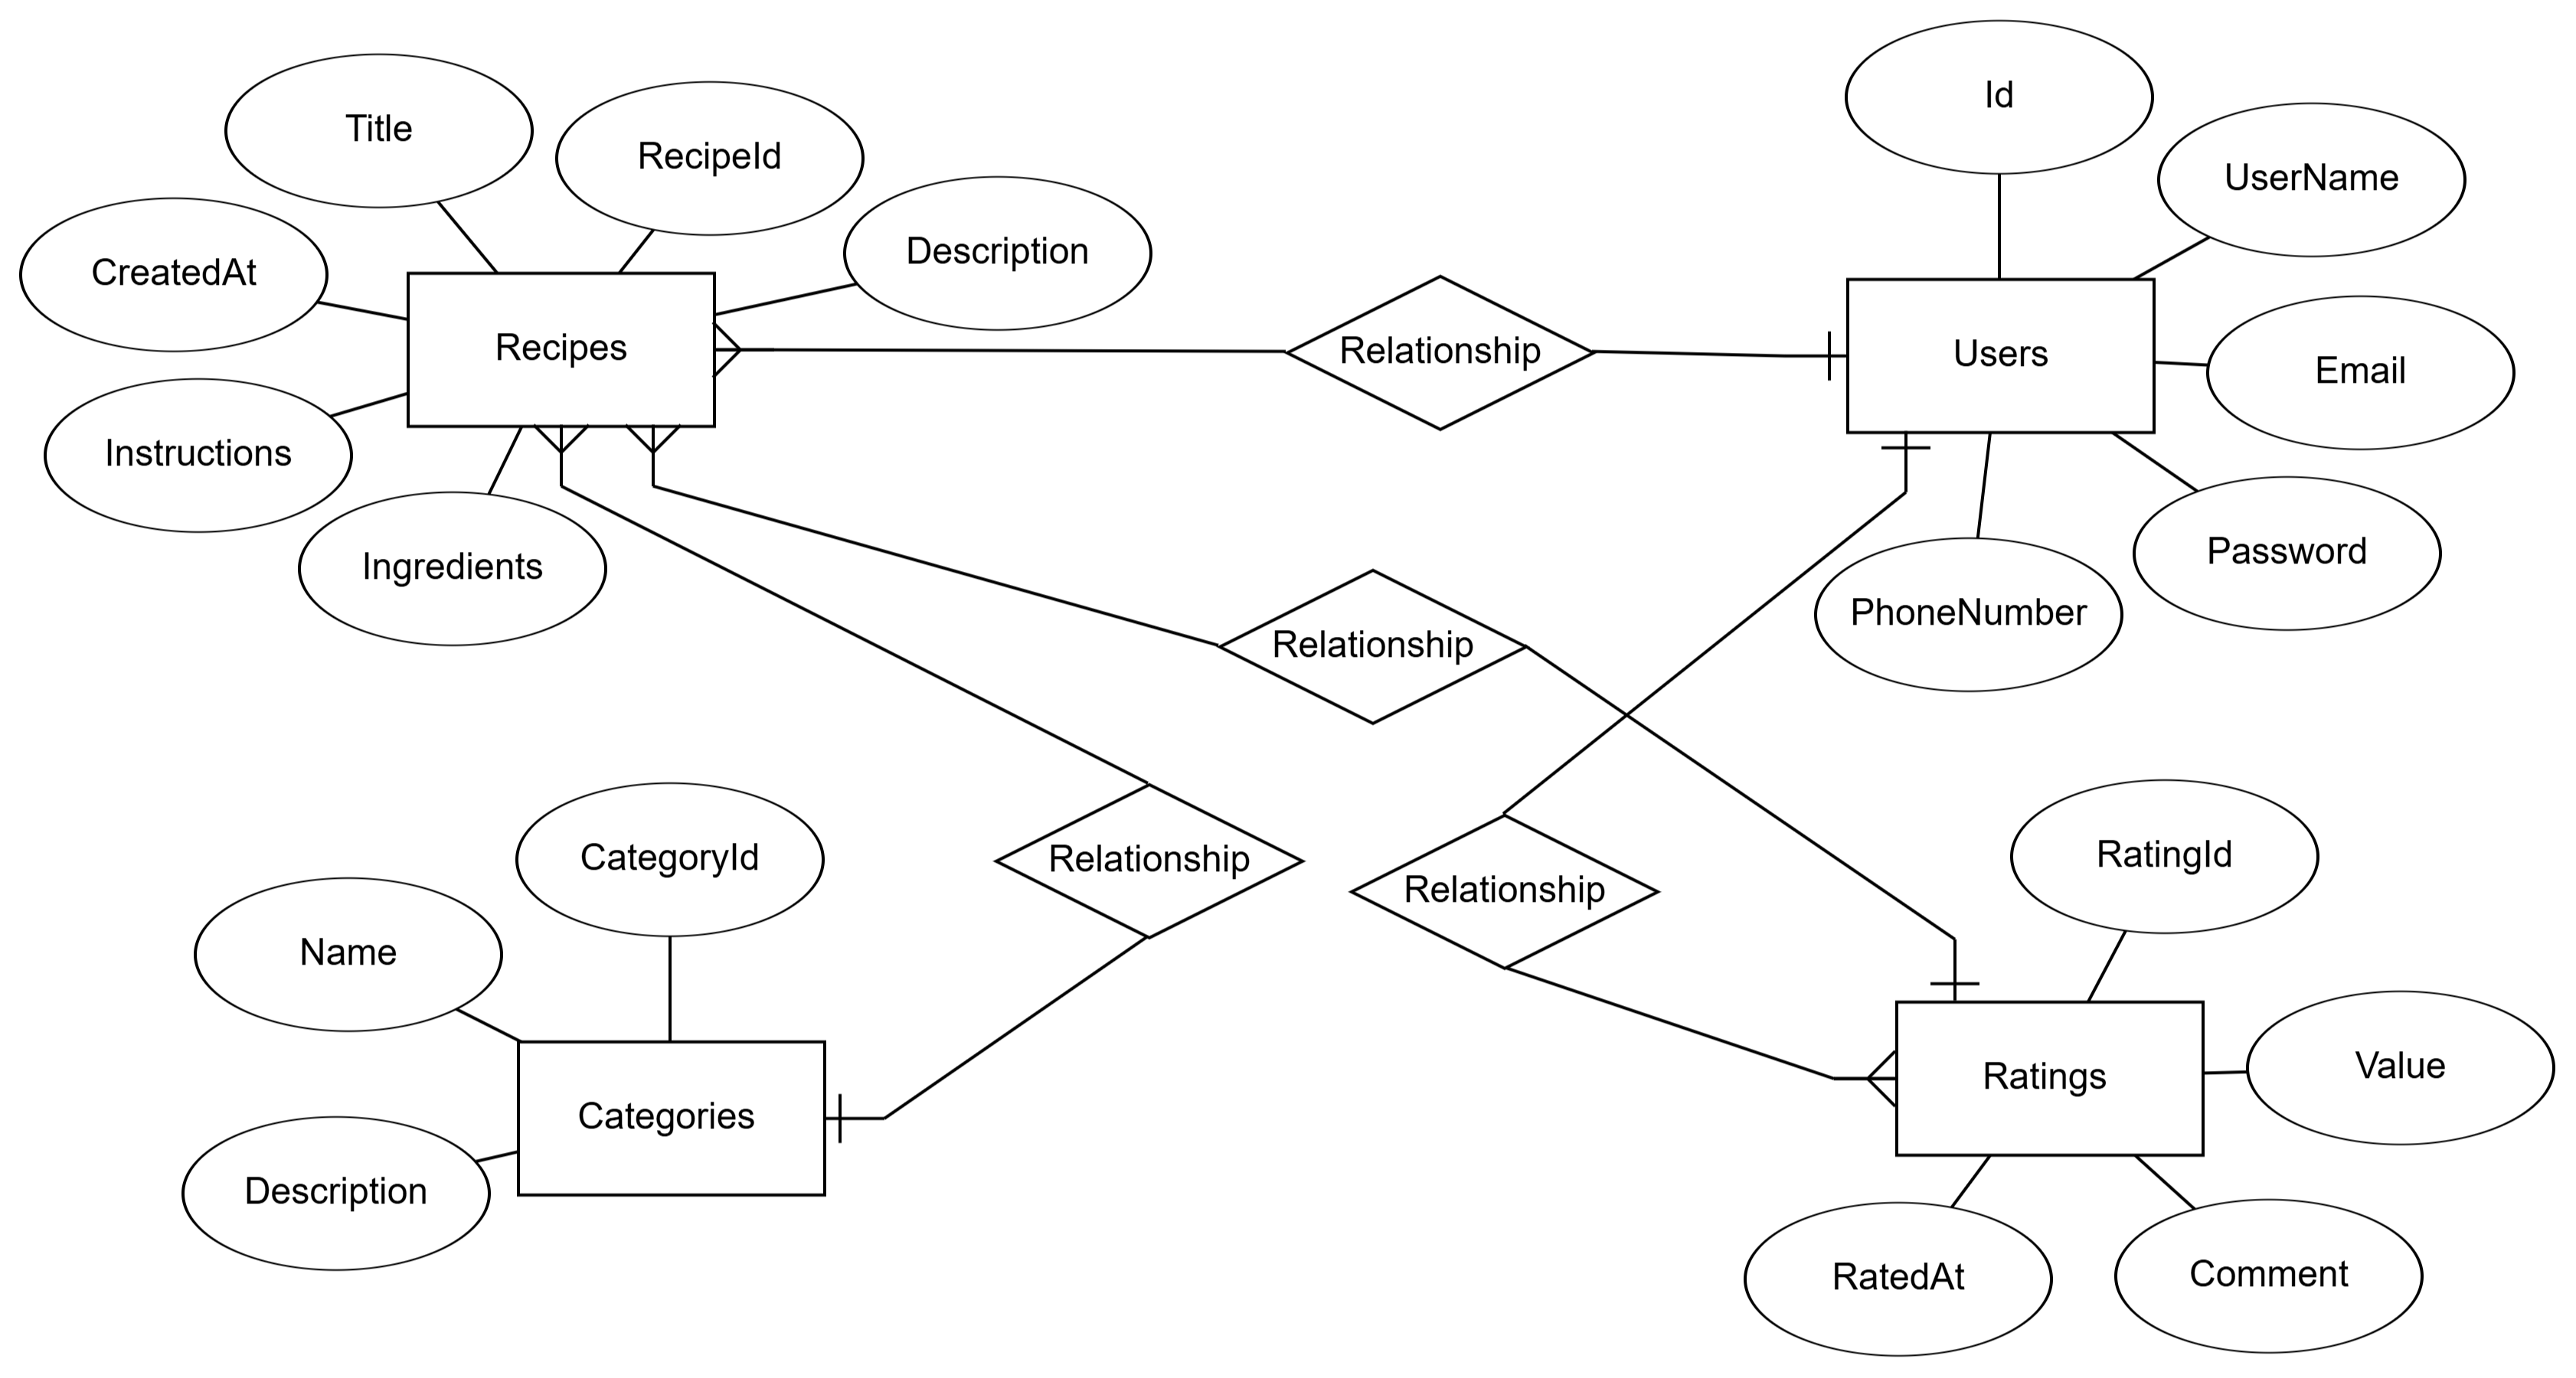 Id
Title
RecipeId
UserName
Description
CreatedAt
Recipes
Relationship
Users
Email
Instructions
Ingredients
Password
PhoneNumber
Relationship
CategoryId
Relationship
Relationship
RatingId
Name
Value
Ratings
Categories
Description
RatedAt
Comment